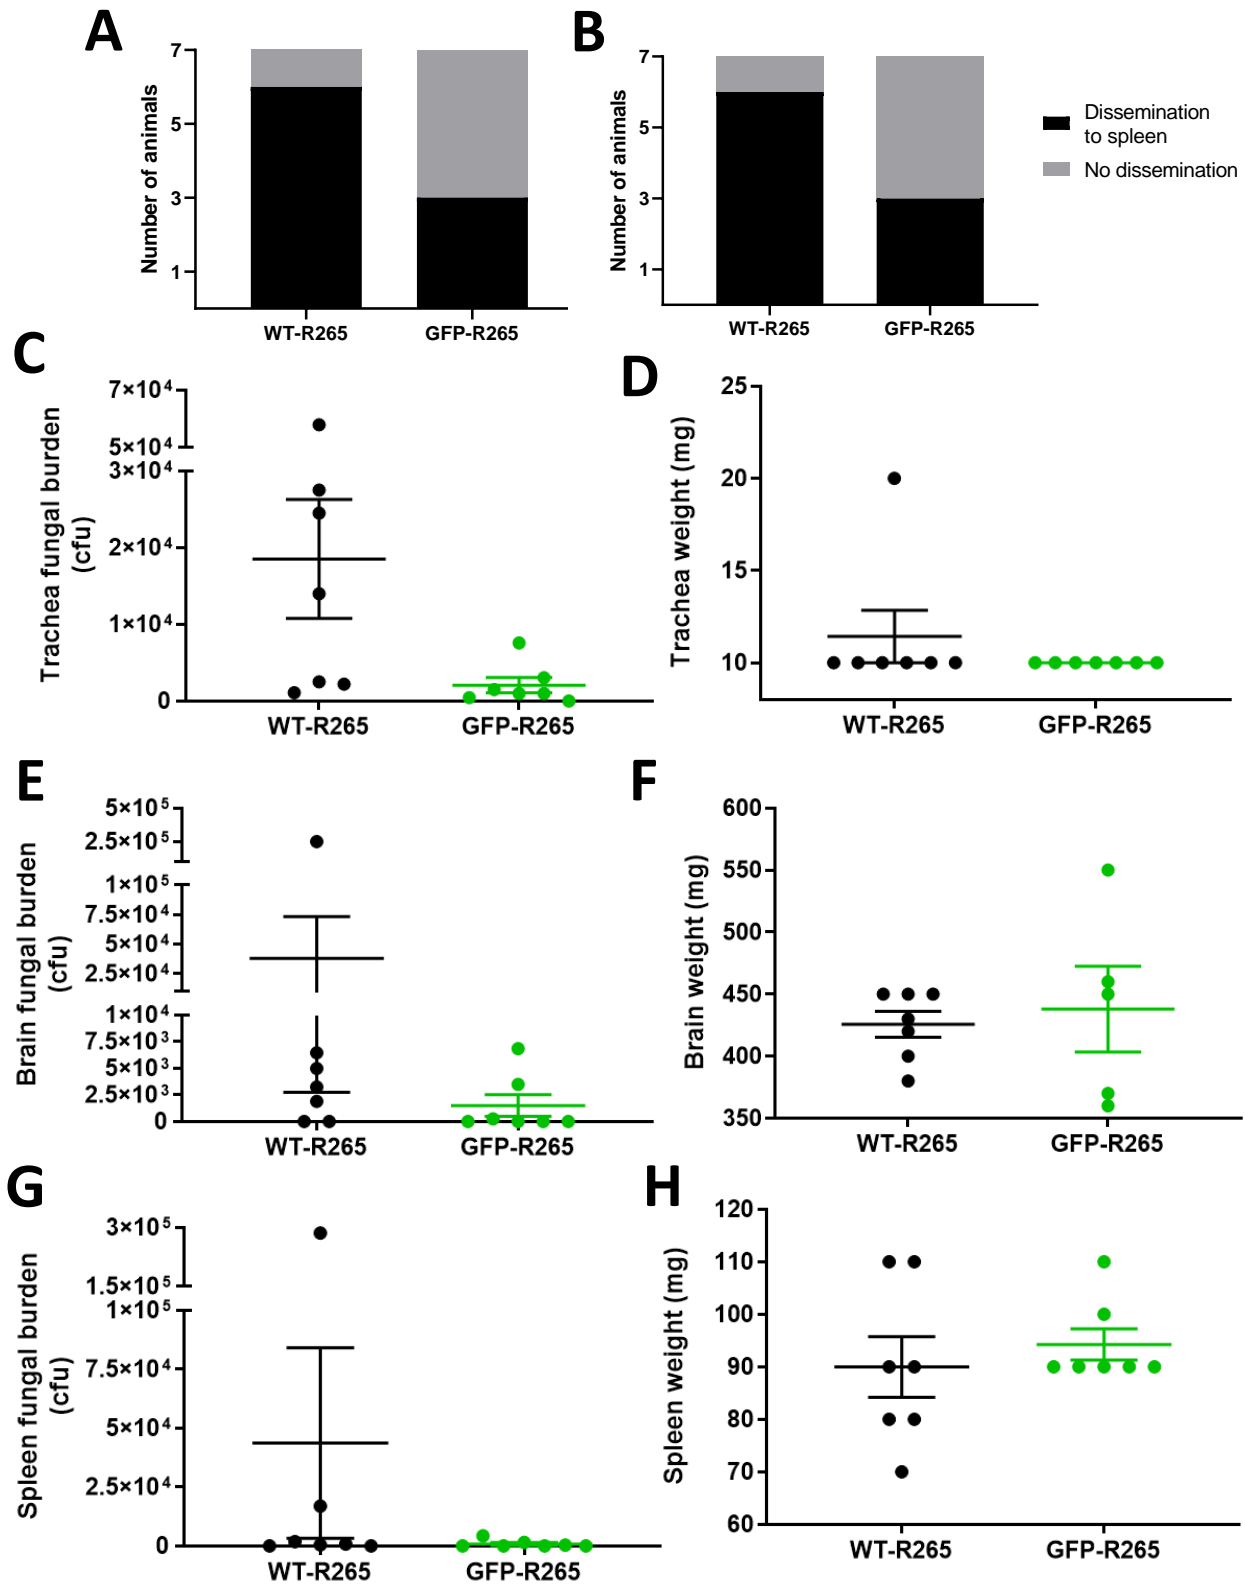 A
Number of animals
7
5
3
1
WT-R265
GFP-R265
B
Number of animals
7
5
3
1
WT-R265
GFP-R265
Dissemination
to spleen
No dissemination
C
Trachea fungal burden
(cfu)
7×10⁴
5×10⁴
3×10⁴
2×10⁴
1×10⁴
0
WT-R265
GFP-R265
D
Trachea weight (mg)
25
20
15
10
WT-R265
GFP-R265
E
Brain fungal burden
(cfu)
5×10⁵
2.5×10⁵
1×10⁵
7.5×10⁴
5×10⁴
2.5×10⁴
1×10⁴
7.5×10³
5×10³
2.5×10³
0
WT-R265
GFP-R265
F
Brain weight (mg)
600
550
500
450
400
350
WT-R265
GFP-R265
G
Spleen fungal burden
(cfu)
3×10⁵
1.5×10⁵
1×10⁵
7.5×10⁴
5×10⁴
2.5×10⁴
0
WT-R265
GFP-R265
H
Spleen weight (mg)
120
110
100
90
80
70
60
WT-R265
GFP-R265